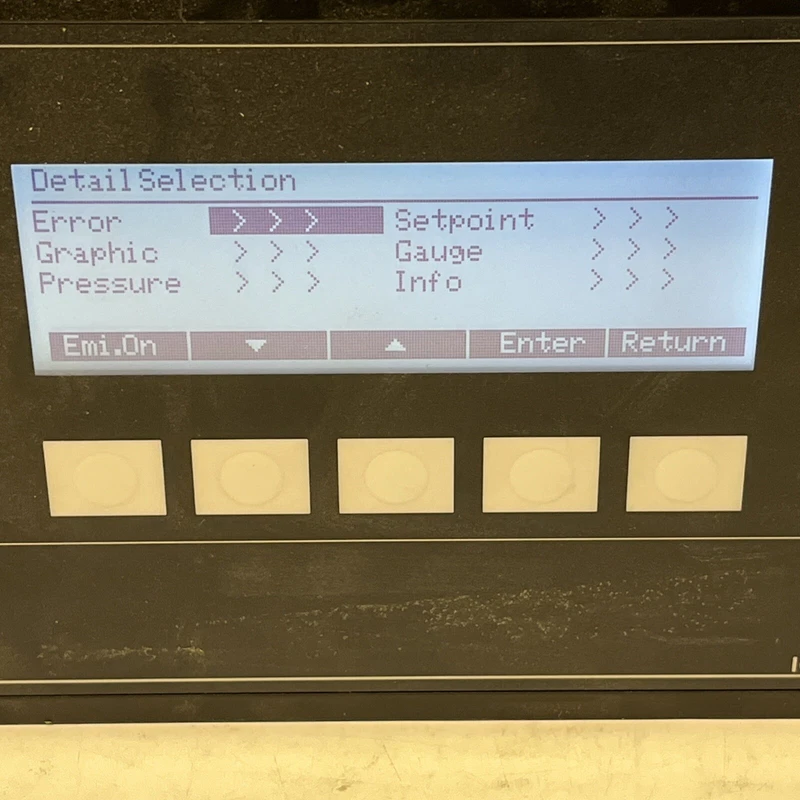 Detail Selection
Error > > > Setpoint > > >
Graphic > > > Gauge > > >
Pressure > > > Info > > >
Emi.On ▼ ▲ Enter Return